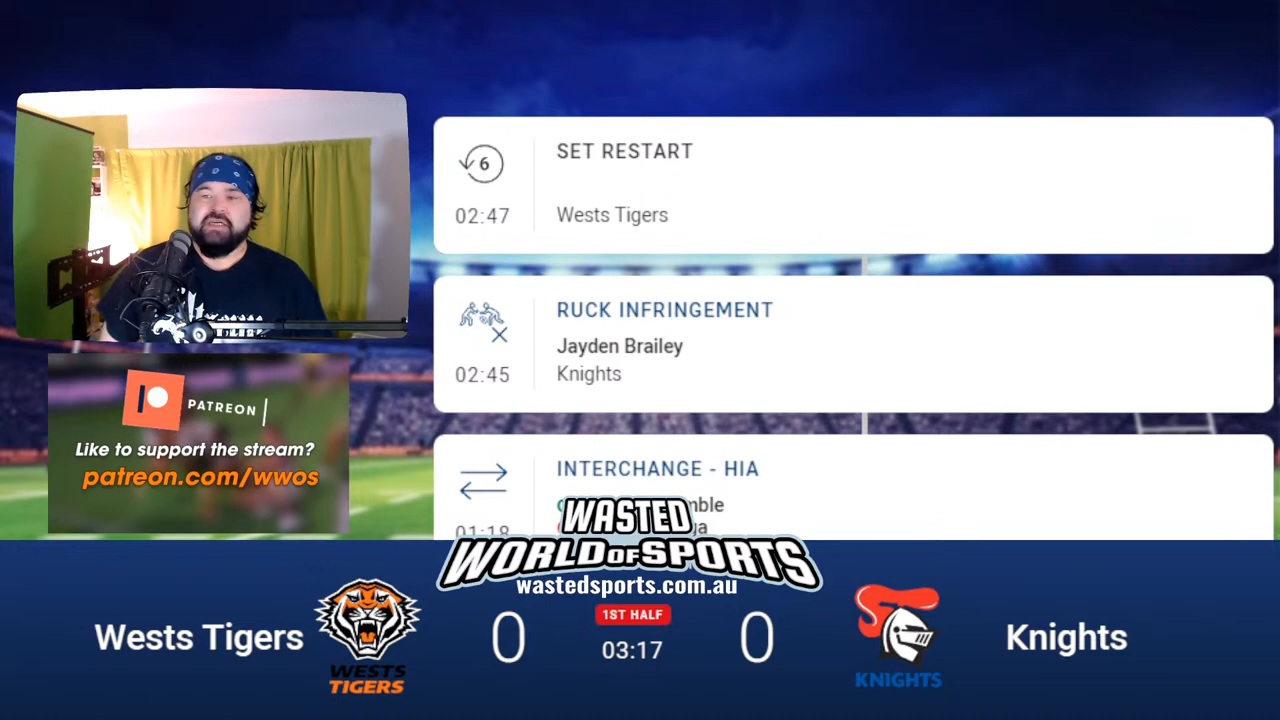 6
SET RESTART
02:47
Wests Tigers
RUCK INFRINGEMENT
Jayden Brailey
02:45
Knights
INTERCHANGE - HIA
PATREON
Like to support the stream?
patreon.com/wwos
WASTED
WORLD OF SPORTS
wastedsports.com.au
Wests Tigers
WESTS
TIGERS
0
1ST HALF
03:17
0
KNIGHTS
Knights